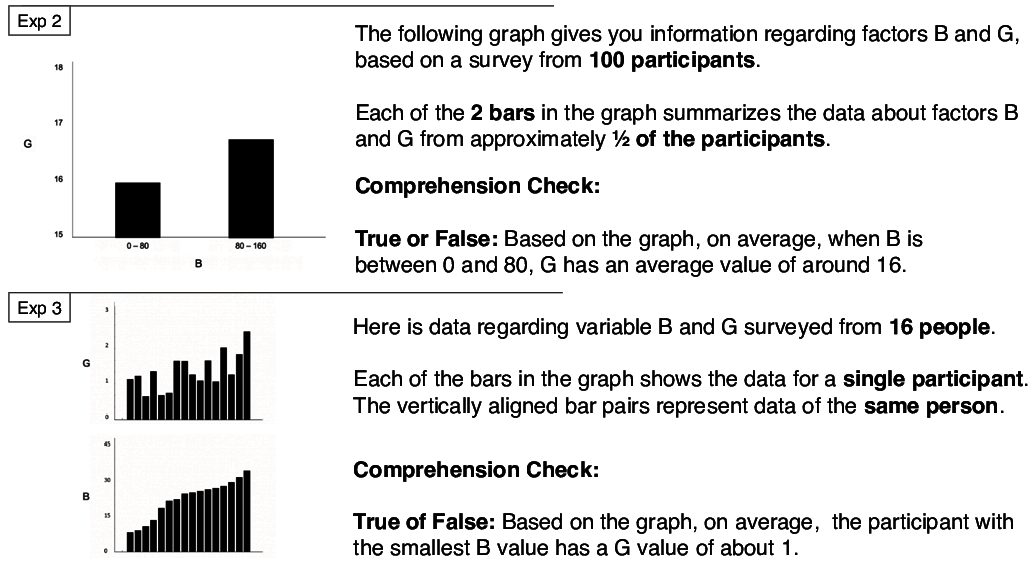 Exp 2
The following graph gives you information regarding factors B and G,
based on a survey from 100 participants.
Each of the 2 bars in the graph summarizes the data about factors B
and G from approximately ½ of the participants.
Comprehension Check:
True or False: Based on the graph, on average, when B is
between 0 and 80, G has an average value of around 16.
18
17
G
16
15
0 – 80
80 – 160
B
Exp 3
Here is data regarding variable B and G surveyed from 16 people.
Each of the bars in the graph shows the data for a single participant.
The vertically aligned bar pairs represent data of the same person.
Comprehension Check:
True of False: Based on the graph, on average, the participant with
the smallest B value has a G value of about 1.
3
2
G
1
0
45
30
B
15
0